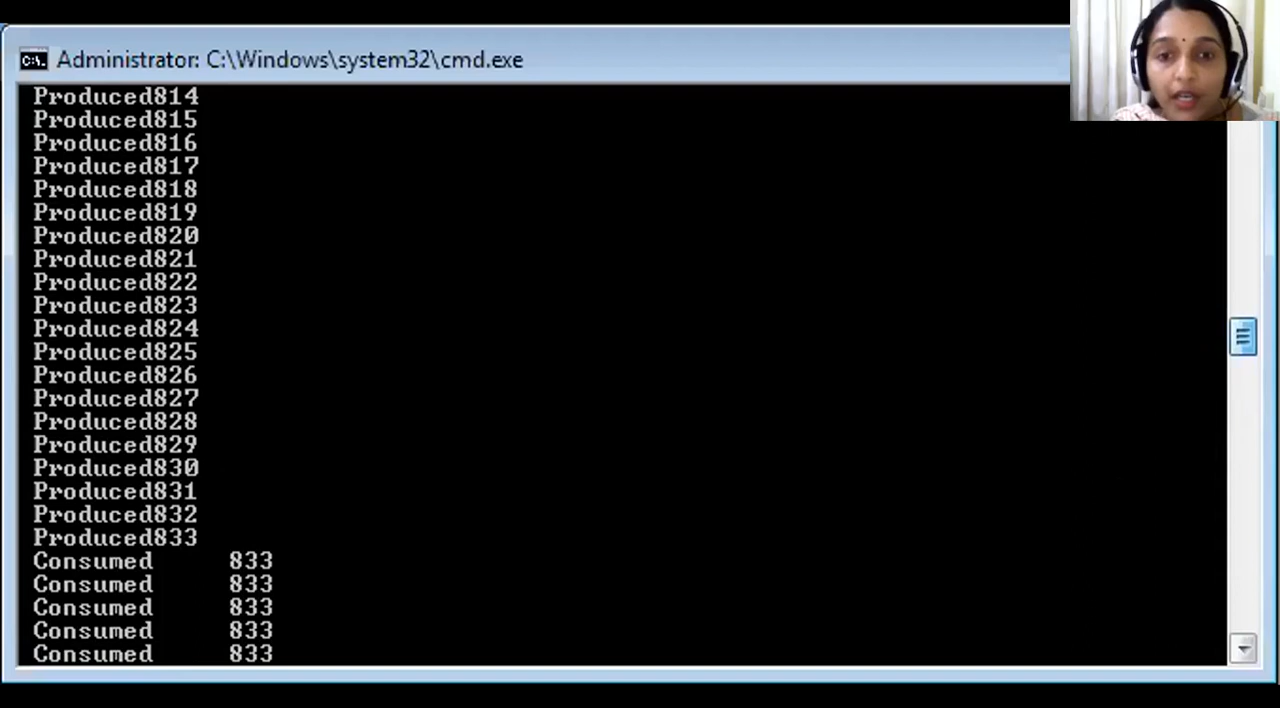 Administrator: C:\Windows\system32\cmd.exe
Produced814
Produced815
Produced816
Produced817
Produced818
Produced819
Produced820
Produced821
Produced822
Produced823
Produced824
Produced825
Produced826
Produced827
Produced828
Produced829
Produced830
Produced831
Produced832
Produced833
Consumed 833
Consumed 833
Consumed 833
Consumed 833
Consumed 833